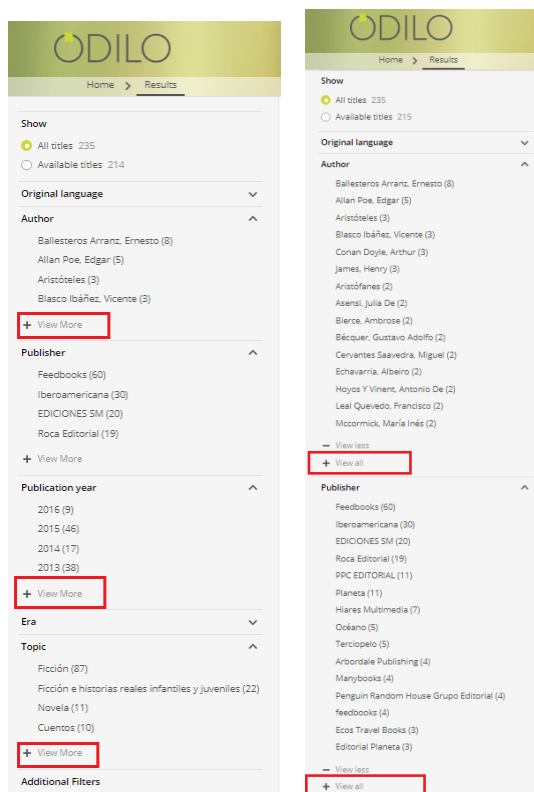 ODILO
Home > Results
Show
All titles 235
Available titles 214
Original language
Author
Ballesteros Arranz, Ernesto (8)
Allan Poe, Edgar (5)
Aristóteles (3)
Blasco Ibáñez, Vicente (3)
+ View More
Publisher
Feedbooks (60)
Iberoamericana (30)
EDICIONES SM (20)
Roca Editorial (19)
+ View More
Publication year
2016 (9)
2015 (46)
2014 (17)
2013 (38)
+ View More
Era
Topic
Ficción (87)
Ficción e historias reales infantiles y juveniles (22)
Novela (11)
Cuentos (10)
+ View More
Additional Filters
ODILO
Home > Results
Show
All titles 235
Available titles 215
Original language
Author
Ballesteros Arranz, Ernesto (8)
Allan Poe, Edgar (5)
Aristóteles (3)
Blasco Ibáñez, Vicente (3)
Conan Doyle, Arthur (3)
James, Henry (3)
Aristófanes (2)
Asensi, Julia De (2)
Bierce, Ambrose (2)
Bécquer, Gustavo Adolfo (2)
Cervantes Saavedra, Miguel (2)
Echavarría, Albeiro (2)
Hoyos Y Vinent, Antonio De (2)
Leal Quevedo, Francisco (2)
Mccormick, María Inés (2)
− View less
+ View all
Publisher
Feedbooks (60)
Iberoamericana (30)
EDICIONES SM (20)
Roca Editorial (19)
PPC EDITORIAL (11)
Planeta (11)
Hiares Multimedia (7)
Océano (5)
Terciopelo (5)
Arbordale Publishing (4)
Manybooks (4)
Penguin Random House Grupo Editorial (4)
feedbooks (4)
Ecos Travel Books (3)
Editorial Planeta (3)
− View less
+ View all